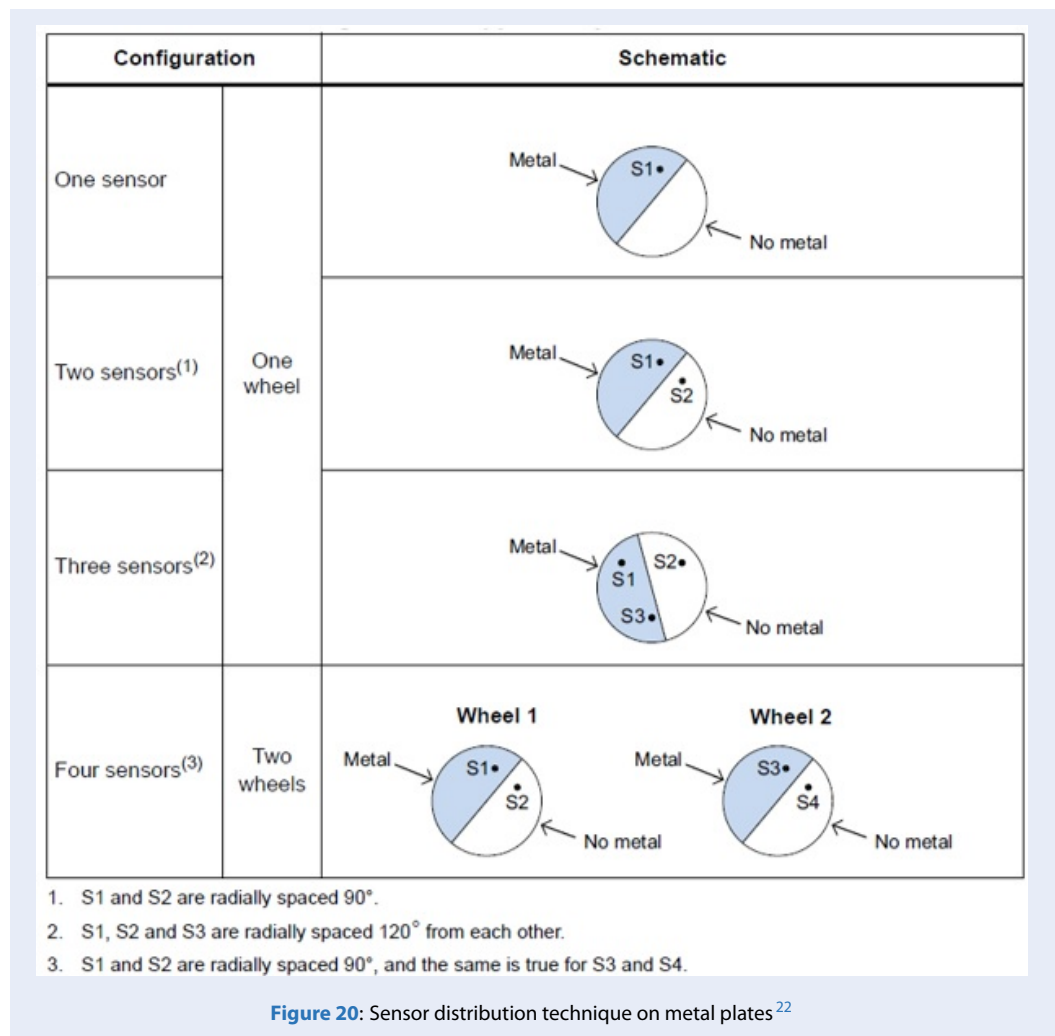 Configuration
Schematic
One sensor
One
wheel
Metal
S1
No metal
Two sensors(1)
Metal
S1
S2
No metal
Three sensors(2)
Metal
S1
S2
S3
No metal
Four sensors(3)
Two
wheels
Wheel 1
Metal
S1
S2
No metal
Wheel 2
Metal
S3
S4
No metal
1. S1 and S2 are radially spaced 90°.
2. S1, S2 and S3 are radially spaced 120° from each other.
3. S1 and S2 are radially spaced 90°, and the same is true for S3 and S4.
Figure 20: Sensor distribution technique on metal plates 22